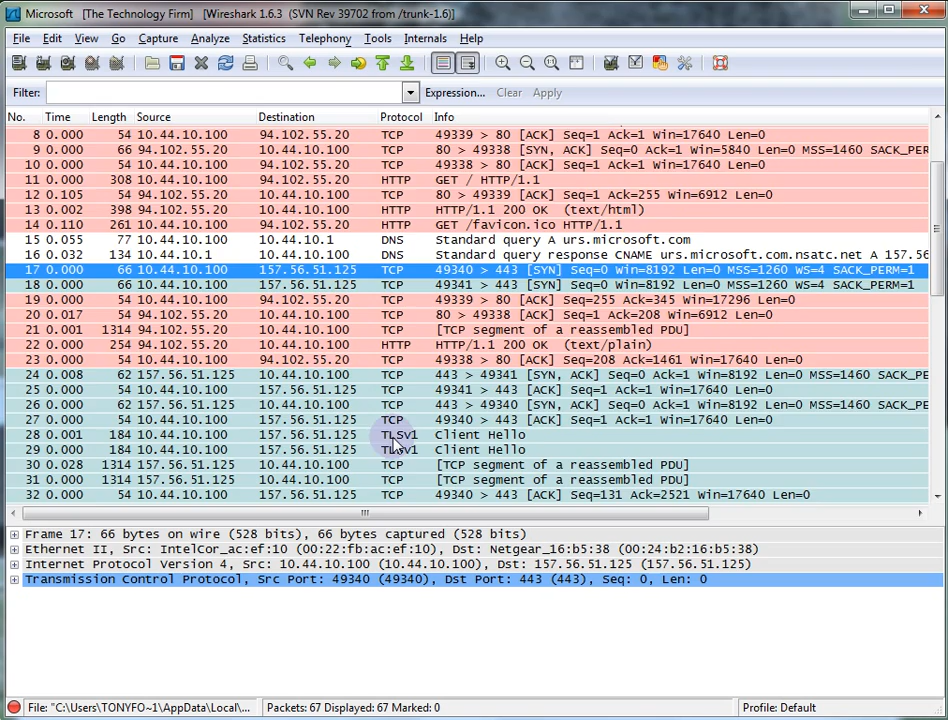 Microsoft [The Technology Firm] [Wireshark 1.6.3 (SVN Rev 39702 from /trunk-1.6)]
File Edit View Go Capture Analyze Statistics Telephony Tools Internals Help
Filter: Expression... Clear Apply
No. Time Length Source Destination Protocol Info
8 0.000 54 10.44.10.100 94.102.55.20 TCP 49339 > 80 [ACK] Seq=1 Ack=1 Win=17640 Len=0
9 0.000 66 94.102.55.20 10.44.10.100 TCP 80 > 49338 [SYN, ACK] Seq=0 Ack=1 Win=5840 Len=0 MSS=1460 SACK_PER
10 0.000 54 10.44.10.100 94.102.55.20 TCP 49338 > 80 [ACK] Seq=1 Ack=1 Win=17640 Len=0
11 0.000 308 10.44.10.100 94.102.55.20 HTTP GET / HTTP/1.1
12 0.105 54 94.102.55.20 10.44.10.100 TCP 80 > 49339 [ACK] Seq=1 Ack=255 Win=6912 Len=0
13 0.002 398 94.102.55.20 10.44.10.100 HTTP HTTP/1.1 200 OK (text/html)
14 0.110 261 10.44.10.100 94.102.55.20 HTTP GET /favicon.ico HTTP/1.1
15 0.055 77 10.44.10.100 10.44.10.1 DNS Standard query A urs.microsoft.com
16 0.032 134 10.44.10.1 10.44.10.100 DNS Standard query response CNAME urs.microsoft.com.nsatc.net A 157.56
17 0.000 66 10.44.10.100 157.56.51.125 TCP 49340 > 443 [SYN] Seq=0 Win=8192 Len=0 MSS=1260 WS=4 SACK_PERM=1
18 0.000 66 10.44.10.100 157.56.51.125 TCP 49341 > 443 [SYN] Seq=0 Win=8192 Len=0 MSS=1260 WS=4 SACK_PERM=1
19 0.000 54 10.44.10.100 94.102.55.20 TCP 49339 > 80 [ACK] Seq=255 Ack=345 Win=17296 Len=0
20 0.017 54 94.102.55.20 10.44.10.100 TCP 80 > 49338 [ACK] Seq=1 Ack=208 Win=6912 Len=0
21 0.001 1314 94.102.55.20 10.44.10.100 TCP [TCP segment of a reassembled PDU]
22 0.000 254 94.102.55.20 10.44.10.100 HTTP HTTP/1.1 200 OK (text/plain)
23 0.000 54 10.44.10.100 94.102.55.20 TCP 49338 > 80 [ACK] Seq=208 Ack=1461 Win=17640 Len=0
24 0.008 62 157.56.51.125 10.44.10.100 TCP 443 > 49341 [SYN, ACK] Seq=0 Ack=1 Win=8192 Len=0 MSS=1460 SACK_PE
25 0.000 54 10.44.10.100 157.56.51.125 TCP 49341 > 443 [ACK] Seq=1 Ack=1 Win=17640 Len=0
26 0.000 62 157.56.51.125 10.44.10.100 TCP 443 > 49340 [SYN, ACK] Seq=0 Ack=1 Win=8192 Len=0 MSS=1460 SACK_PE
27 0.000 54 10.44.10.100 157.56.51.125 TCP 49340 > 443 [ACK] Seq=1 Ack=1 Win=17640 Len=0
28 0.001 184 10.44.10.100 157.56.51.125 TLSv1 Client Hello
29 0.000 184 10.44.10.100 157.56.51.125 TLSv1 Client Hello
30 0.028 1314 157.56.51.125 10.44.10.100 TCP [TCP segment of a reassembled PDU]
31 0.000 1314 157.56.51.125 10.44.10.100 TCP [TCP segment of a reassembled PDU]
32 0.000 54 10.44.10.100 157.56.51.125 TCP 49340 > 443 [ACK] Seq=131 Ack=2521 Win=17640 Len=0
Frame 17: 66 bytes on wire (528 bits), 66 bytes captured (528 bits)
Ethernet II, Src: IntelCor_ac:ef:10 (00:22:fb:ac:ef:10), Dst: Netgear_16:b5:38 (00:24:b2:16:b5:38)
Internet Protocol Version 4, Src: 10.44.10.100 (10.44.10.100), Dst: 157.56.51.125 (157.56.51.125)
Transmission Control Protocol, Src Port: 49340 (49340), Dst Port: 443 (443), Seq: 0, Len: 0
File: "C:\Users\TONYFO~1\AppData\Local\... Packets: 67 Displayed: 67 Marked: 0 Profile: Default